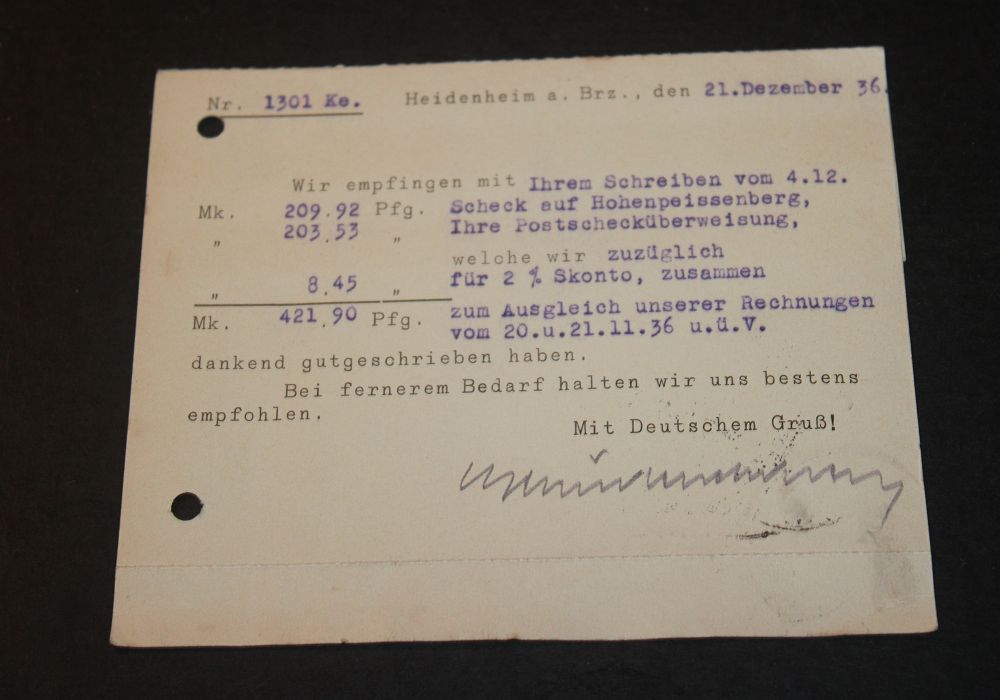 Nr. 1301 Ke. Heidenheim a. Brz., den 21.Dezember 36.
Wir empfingen mit Ihrem Schreiben vom 4.12.
Mk. 209.92 Pfg. Scheck auf Hohenpeissenberg,
" 203.53 " Ihre Postschecküberweisung,
welche wir zuzüglich
" 8.45 " für 2 % Skonto, zusammen
Mk. 421.90 Pfg. zum Ausgleich unserer Rechnungen
vom 20.u.21.11.36 u.ü.V.
dankend gutgeschrieben haben.
Bei fernerem Bedarf halten wir uns bestens
empfohlen.
Mit Deutschem Gruß!